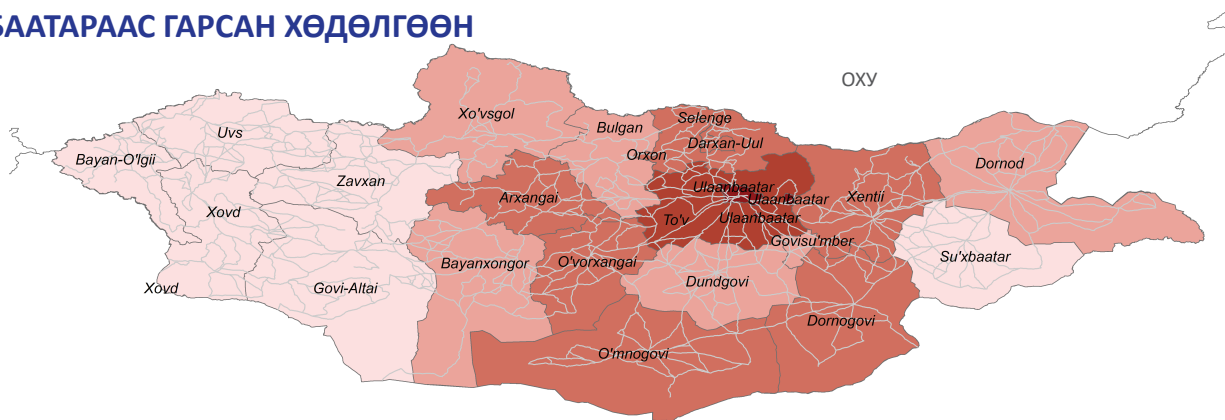 БААТАРААС ГАРСАН ХӨДӨЛГӨӨН
ОХУ
Xo'vsgol
Bulgan
Selenge
Uvs
Orxon
Darxan-Uul
Bayan-O'lgii
Dornod
Zavxan
Ulaanbaatar
Arxangai
Ulaanbaatar
Xentii
Xovd
To'v
Ulaanbaatar
Govisu'mber
Su'xbaatar
Bayanxongor
O'vorxangai
Dundgovi
Xovd
Govi-Altai
Dornogovi
O'mnogovi